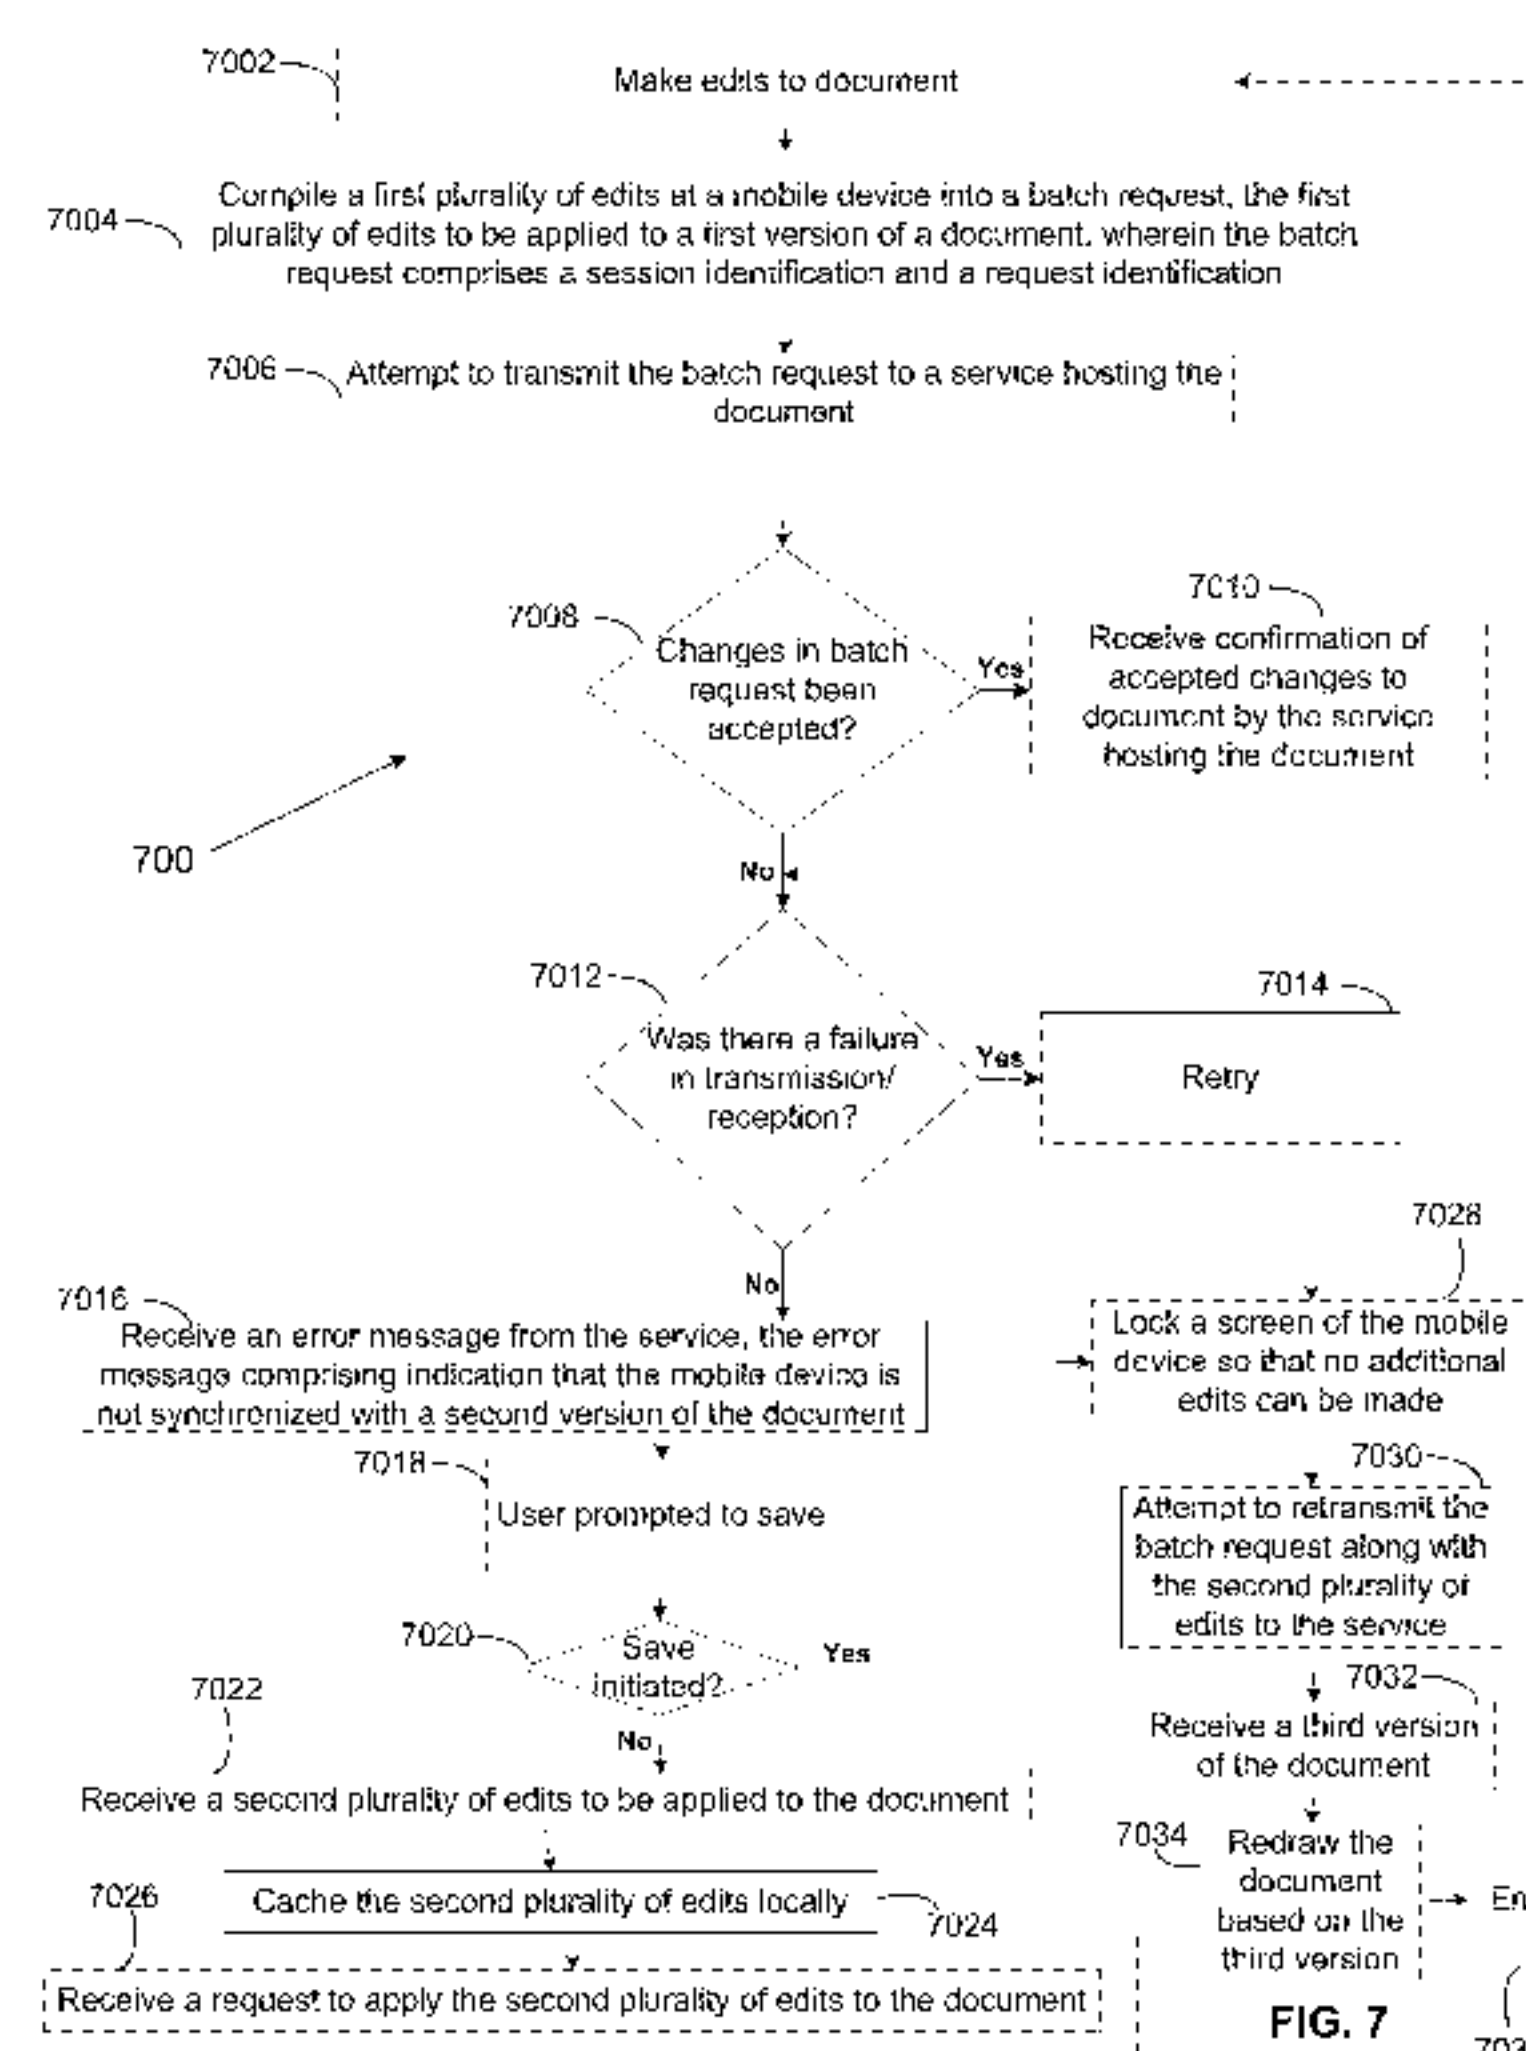 7002
Make edits to document
7004
Compile a first plurality of edits at a mobile device into a batch request, the first
plurality of edits to be applied to a first version of a document, wherein the batch
request comprises a session identification and a request identification
7006
Attempt to transmit the batch request to a service hosting the
document
7008
Changes in batch
request been
accepted?
Yes
7010
Receive confirmation of
accepted changes to
document by the service
hosting the document
700
No
7012
Was there a failure
in transmission/
reception?
Yes
7014
Retry
No
7016
Receive an error message from the service, the error
message comprising indication that the mobile device is
not synchronized with a second version of the document
7018
User prompted to save
7020
Save
initiated?
Yes
No
7022
Receive a second plurality of edits to be applied to the document
Cache the second plurality of edits locally
7024
7026
Receive a request to apply the second plurality of edits to the document
7028
Lock a screen of the mobile
device so that no additional
edits can be made
7030
Attempt to retransmit the
batch request along with
the second plurality of
edits to the service
7032
Receive a third version
of the document
7034
Redraw the
document
based on the
third version
FIG. 7